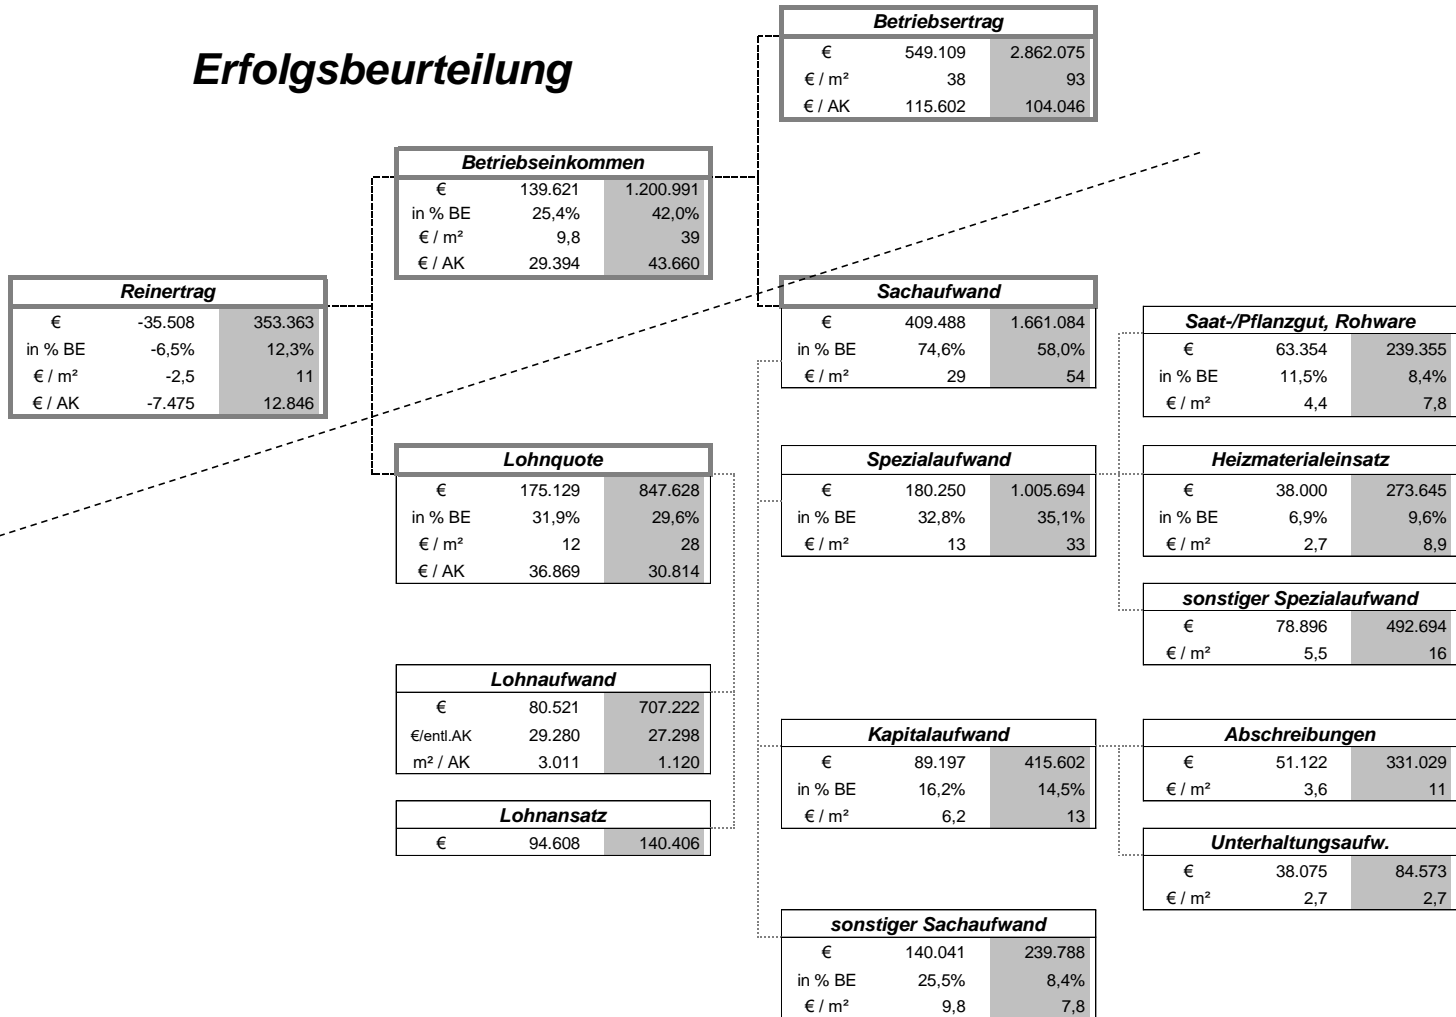 Erfolgsbeurteilung
Betriebsertrag
€ 549.109 2.862.075
€ / m² 38 93
€ / AK 115.602 104.046
Betriebseinkommen
€ 139.621 1.200.991
in % BE 25,4% 42,0%
€ / m² 9,8 39
€ / AK 29.394 43.660
Reinertrag
€ -35.508 353.363
in % BE -6,5% 12,3%
€ / m² -2,5 11
€ / AK -7.475 12.846
Sachaufwand
€ 409.488 1.661.084
in % BE 74,6% 58,0%
€ / m² 29 54
Saat-/Pflanzgut, Rohware
€ 63.354 239.355
in % BE 11,5% 8,4%
€ / m² 4,4 7,8
Lohnquote
€ 175.129 847.628
in % BE 31,9% 29,6%
€ / m² 12 28
€ / AK 36.869 30.814
Spezialaufwand
€ 180.250 1.005.694
in % BE 32,8% 35,1%
€ / m² 13 33
Heizmaterialeinsatz
€ 38.000 273.645
in % BE 6,9% 9,6%
€ / m² 2,7 8,9
sonstiger Spezialaufwand
€ 78.896 492.694
€ / m² 5,5 16
Lohnaufwand
€ 80.521 707.222
€/entl.AK 29.280 27.298
m² / AK 3.011 1.120
Kapitalaufwand
€ 89.197 415.602
in % BE 16,2% 14,5%
€ / m² 6,2 13
Abschreibungen
€ 51.122 331.029
€ / m² 3,6 11
Lohnansatz
€ 94.608 140.406
Unterhaltungsaufw.
€ 38.075 84.573
€ / m² 2,7 2,7
sonstiger Sachaufwand
€ 140.041 239.788
in % BE 25,5% 8,4%
€ / m² 9,8 7,8